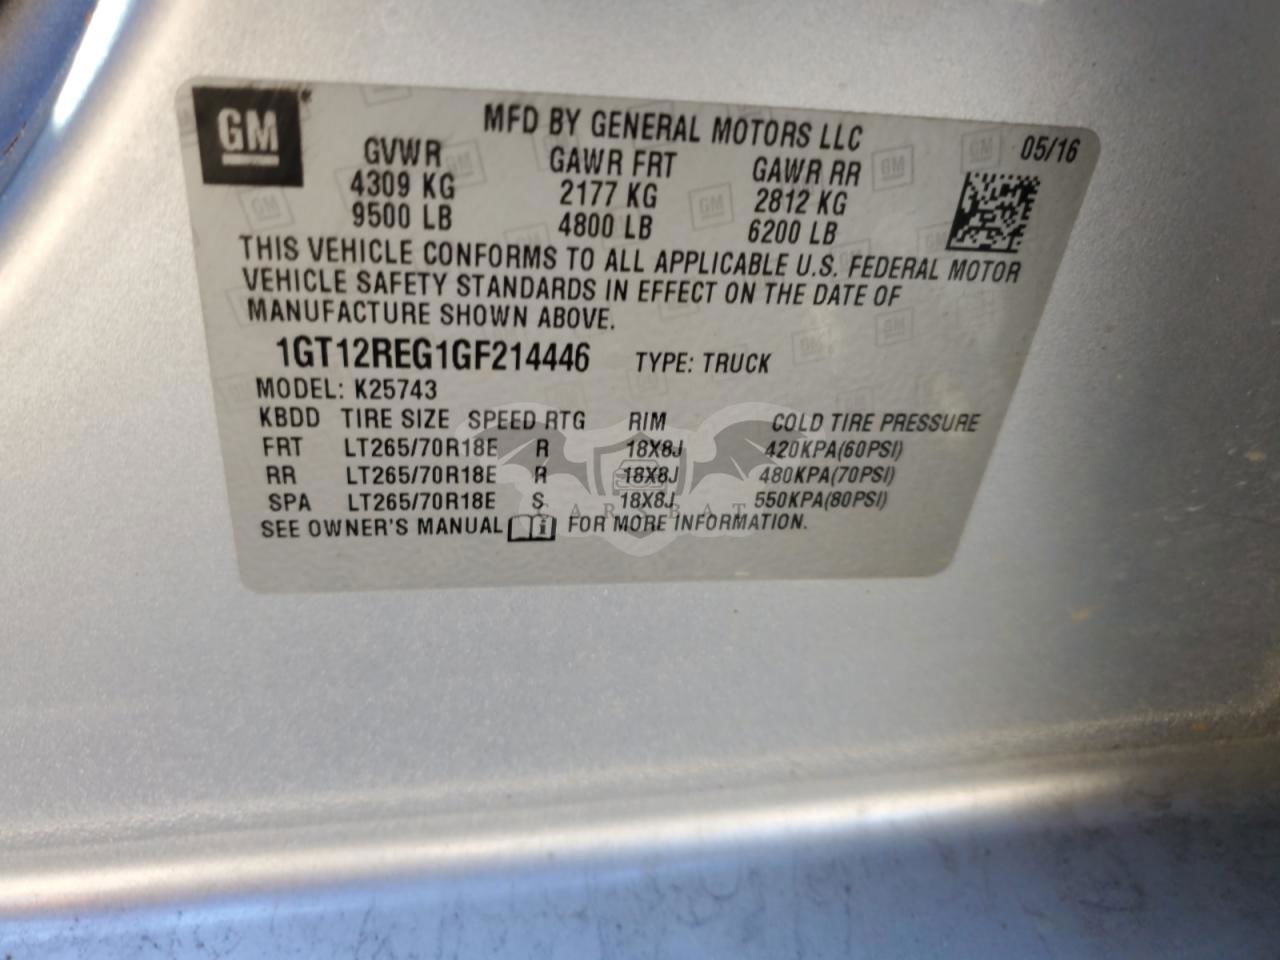 GM
MFD BY GENERAL MOTORS LLC
05/16
GVWR GAWR FRT GAWR RR
4309 KG 2177 KG 2812 KG
9500 LB 4800 LB 6200 LB
THIS VEHICLE CONFORMS TO ALL APPLICABLE U.S. FEDERAL MOTOR
VEHICLE SAFETY STANDARDS IN EFFECT ON THE DATE OF
MANUFACTURE SHOWN ABOVE.
1GT12REG1GF214446 TYPE: TRUCK
MODEL: K25743
KBDD TIRE SIZE SPEED RTG RIM COLD TIRE PRESSURE
FRT LT265/70R18E R 18X8J 420KPA(60PSI)
RR LT265/70R18E R 18X8J 480KPA(70PSI)
SPA LT265/70R18E S 18X8J 550KPA(80PSI)
CARSBAT
SEE OWNER'S MANUAL FOR MORE INFORMATION.